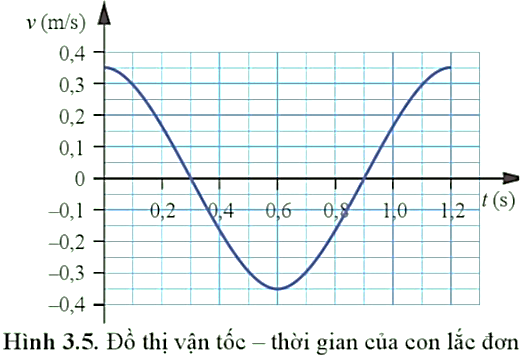 v (m/s)
0,4
0,3
0,2
0,1
0
–0,1
–0,2
–0,3
–0,4
0,2 0,4 0,6 0,8 1,0 1,2
t (s)
Hình 3.5. Đồ thị vận tốc – thời gian của con lắc đơn